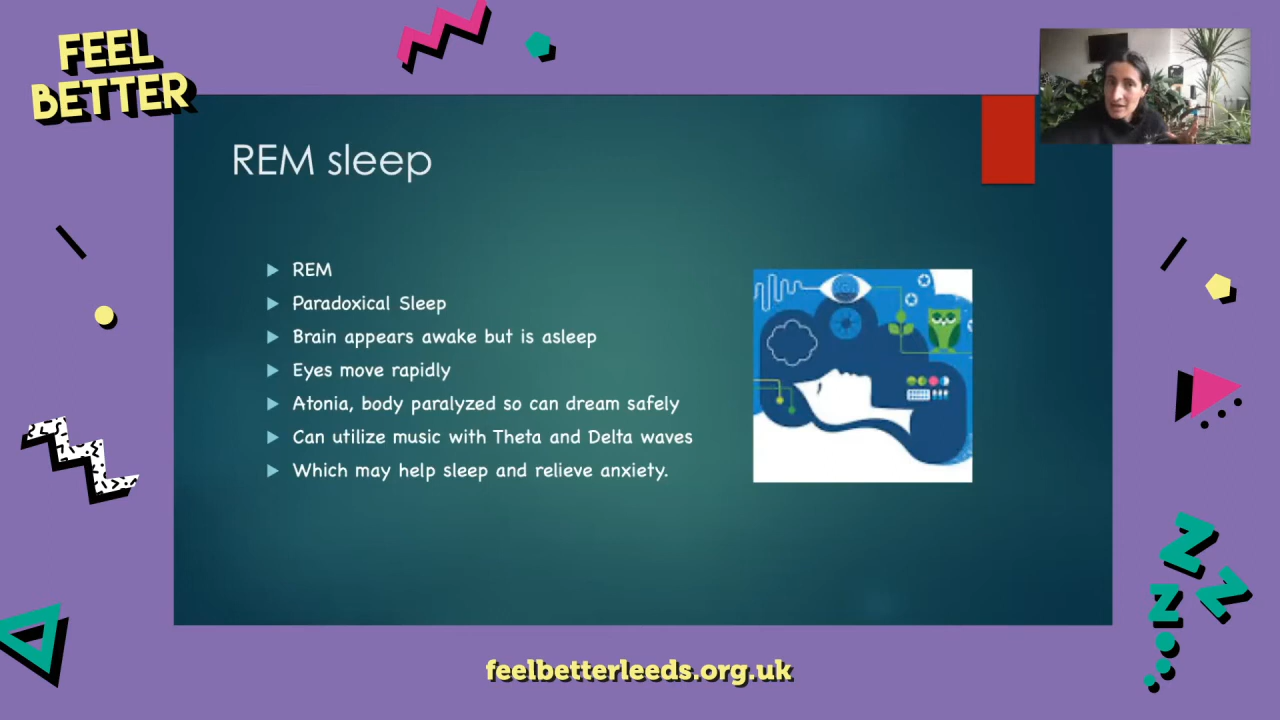 FEEL
BETTER
REM sleep
REM
Paradoxical Sleep
Brain appears awake but is asleep
Eyes move rapidly
Atonia, body paralyzed so can dream safely
Can utilize music with Theta and Delta waves
Which may help sleep and relieve anxiety.
Z
Z
Z
feelbetterleeds.org.uk